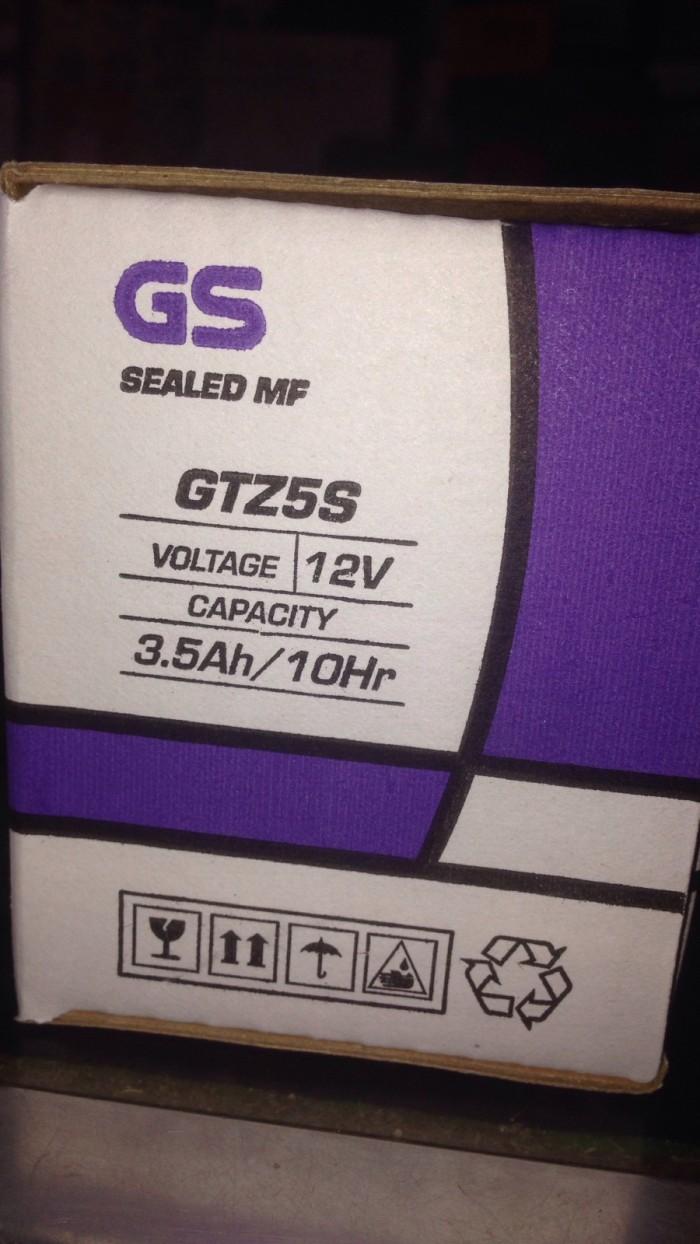 GS
SEALED MF
GTZ5S
VOLTAGE 12V
CAPACITY
3.5Ah/10Hr